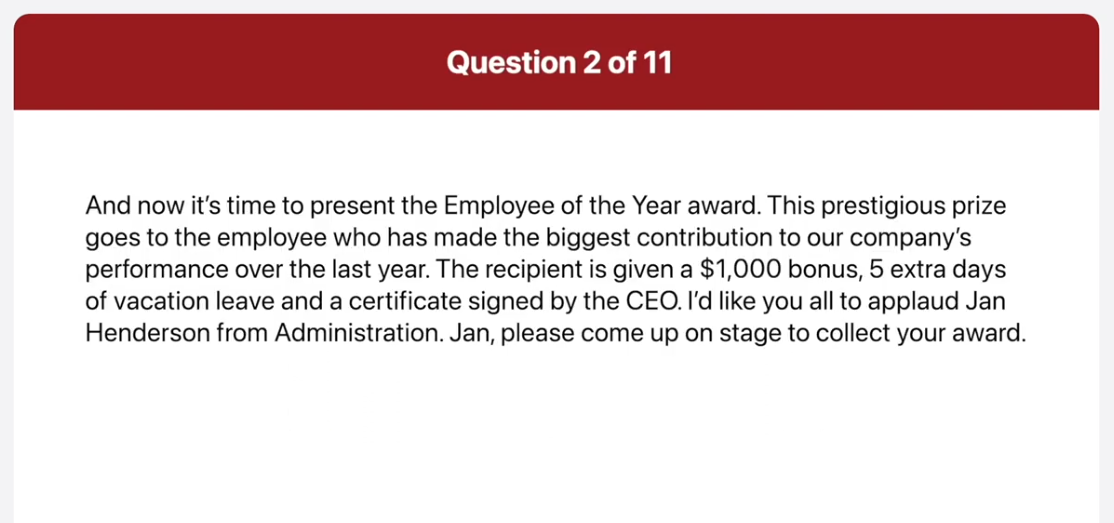 Question 2 of 11
And now it’s time to present the Employee of the Year award. This prestigious prize
goes to the employee who has made the biggest contribution to our company’s
performance over the last year. The recipient is given a $1,000 bonus, 5 extra days
of vacation leave and a certificate signed by the CEO. I’d like you all to applaud Jan
Henderson from Administration. Jan, please come up on stage to collect your award.